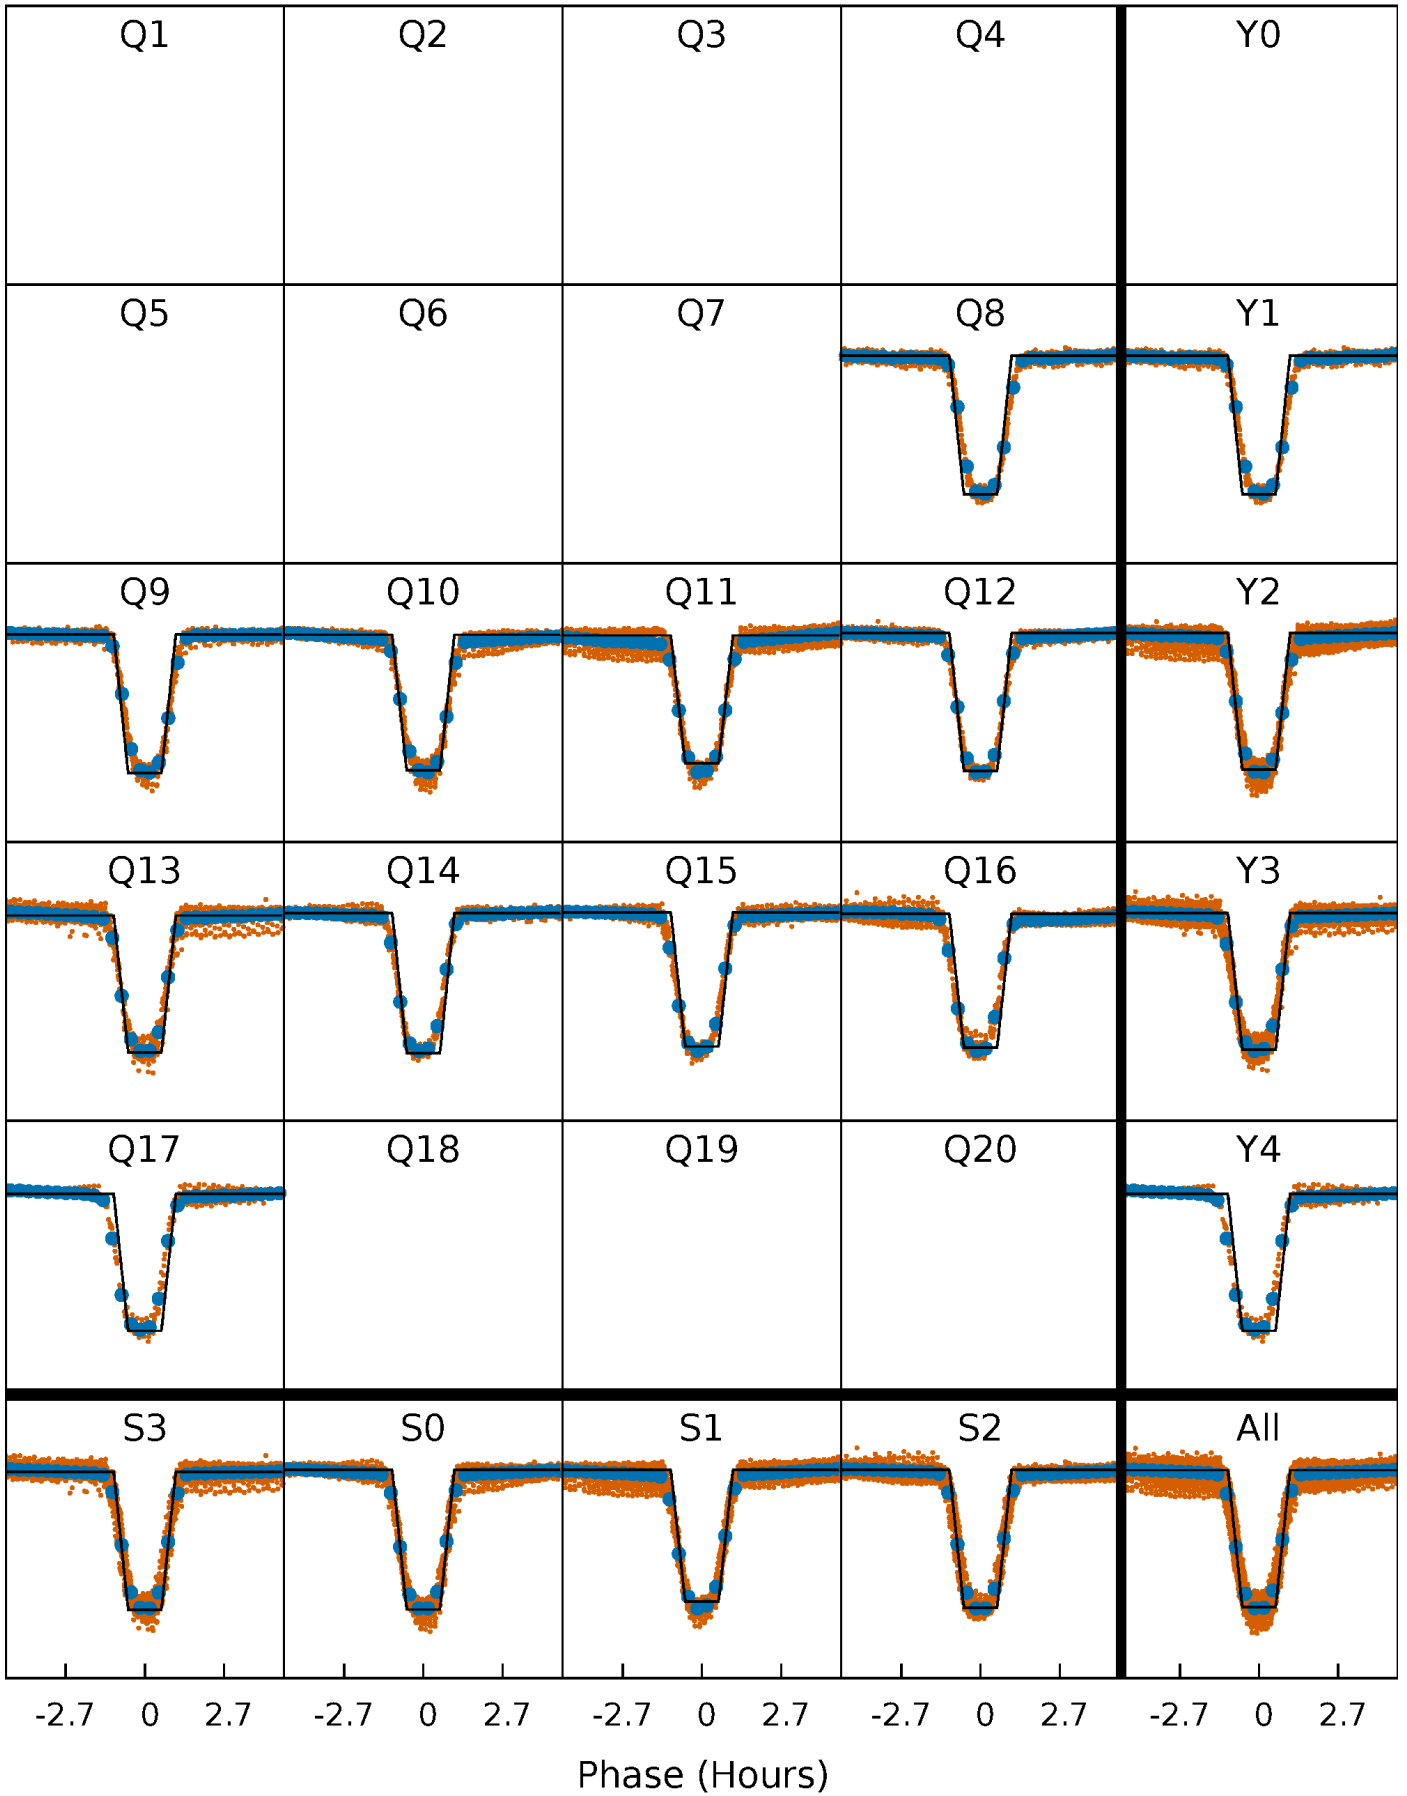 Q1 Q2 Q3 Q4 Y0
Q5 Q6 Q7 Q8 Y1
Q9 Q10 Q11 Q12 Y2
Q13 Q14 Q15 Q16 Y3
Q17 Q18 Q19 Q20 Y4
S3 S0 S1 S2 All
-2.7 0 2.7 -2.7 0 2.7 -2.7 0 2.7 -2.7 0 2.7 -2.7 0 2.7
Phase (Hours)